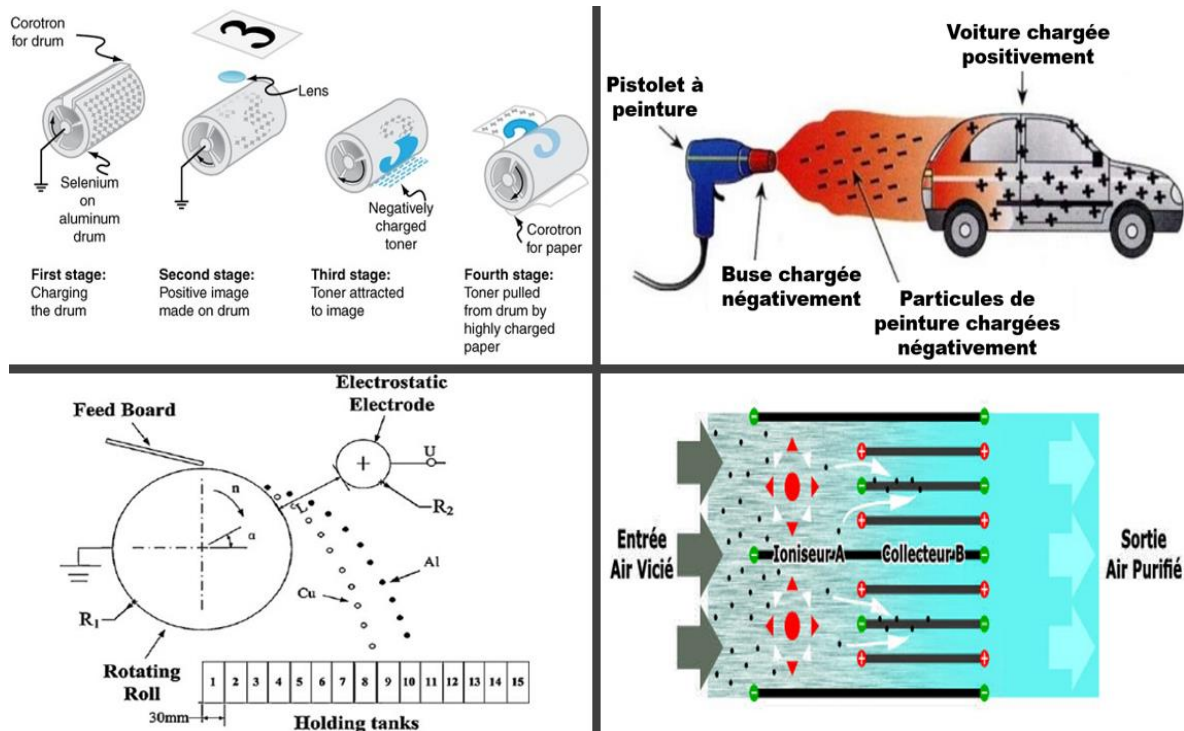 Corotron
for drum
3
Lens
Selenium
on
aluminum
drum
Negatively
charged
toner
Corotron
for paper
First stage:
Charging
the drum
Second stage:
Positive image
made on drum
Third stage:
Toner attracted
to image
Fourth stage:
Toner pulled
from drum by
highly charged
paper
Voiture chargée
positivement
Pistolet à
peinture
Buse chargée
négativement
Particules de
peinture chargées
négativement
Electrostatic
Electrode
Feed Board
U
n
R2
α
L
Al
Cu
R1
Rotating
Roll
1 2 3 4 5 6 7 8 9 10 11 12 13 14 15
30mm
Holding tanks
Entrée
Air Vicié
Ioniseur A
Collecteur B
Sortie
Air Purifié